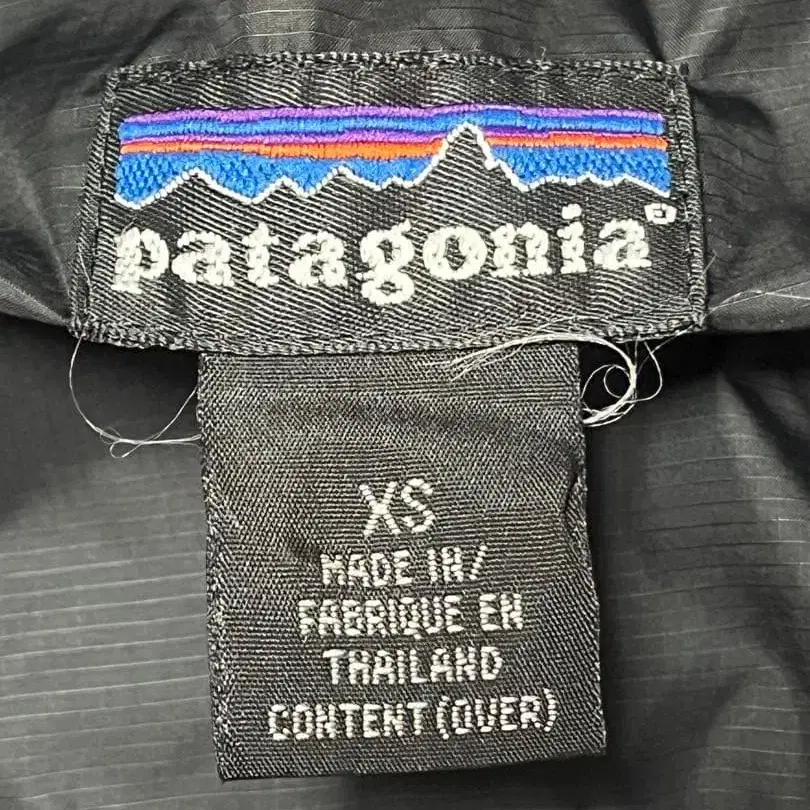 patagonia
XS
MADE IN/
FABRIQUE EN
THAILAND
CONTENT (OVER)